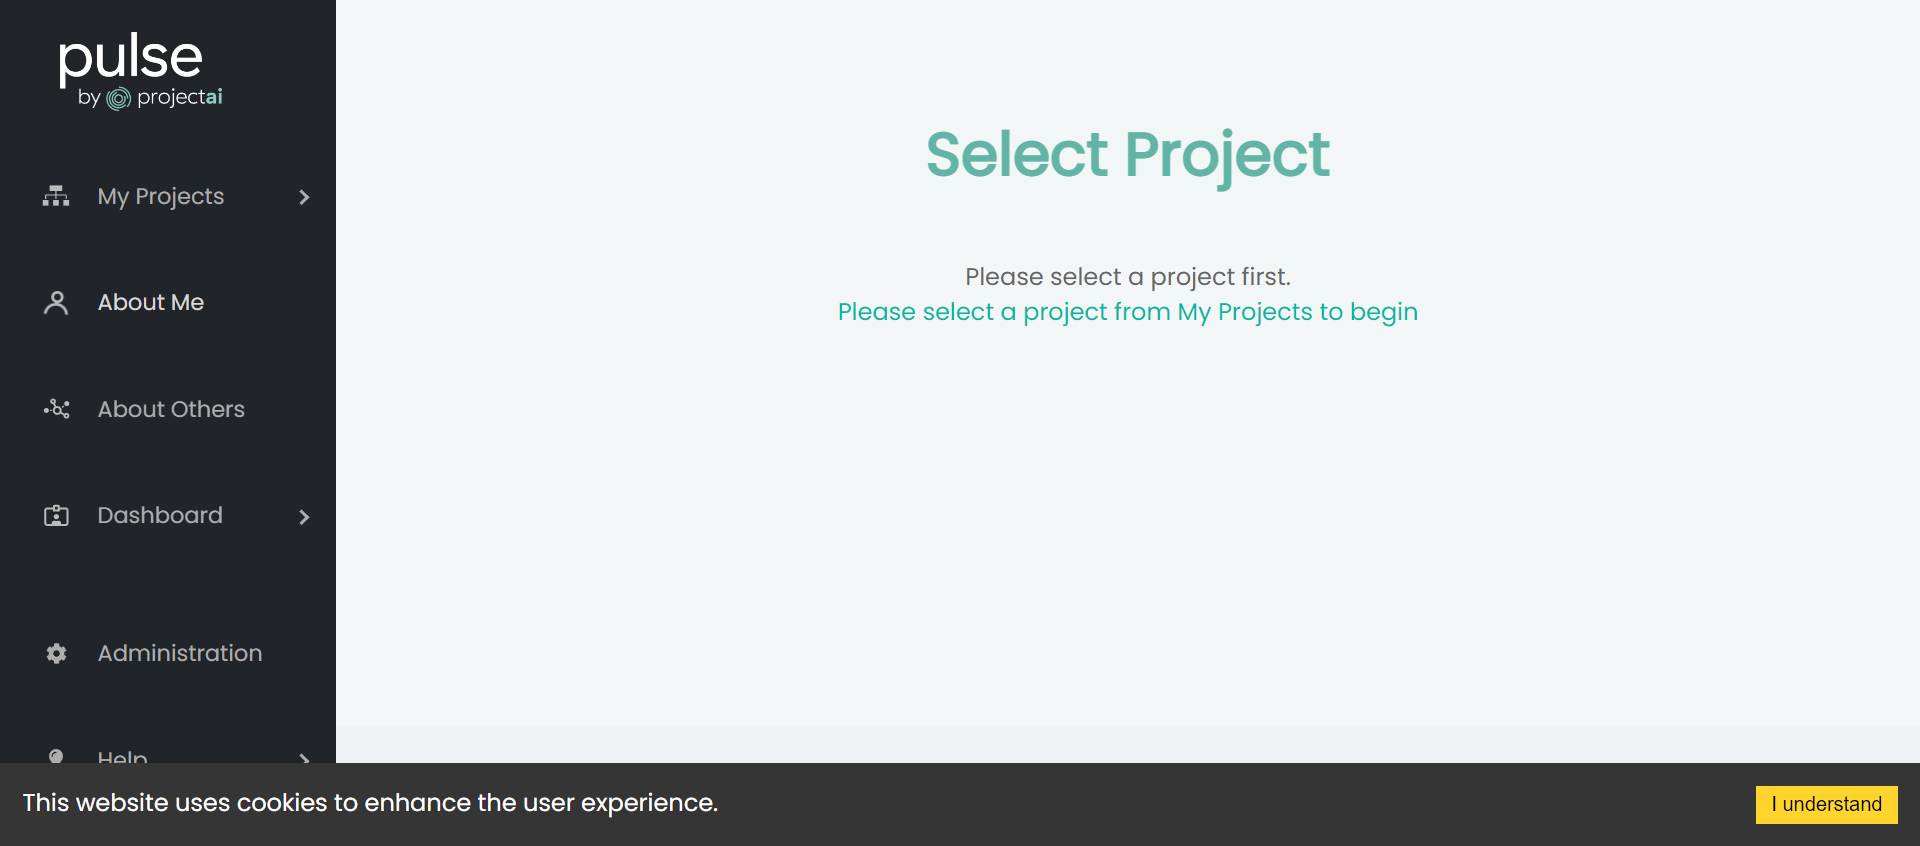 pulse
by projectai
My Projects
About Me
About Others
Dashboard
Administration
Help
Select Project
Please select a project first.
Please select a project from My Projects to begin
This website uses cookies to enhance the user experience.
I understand